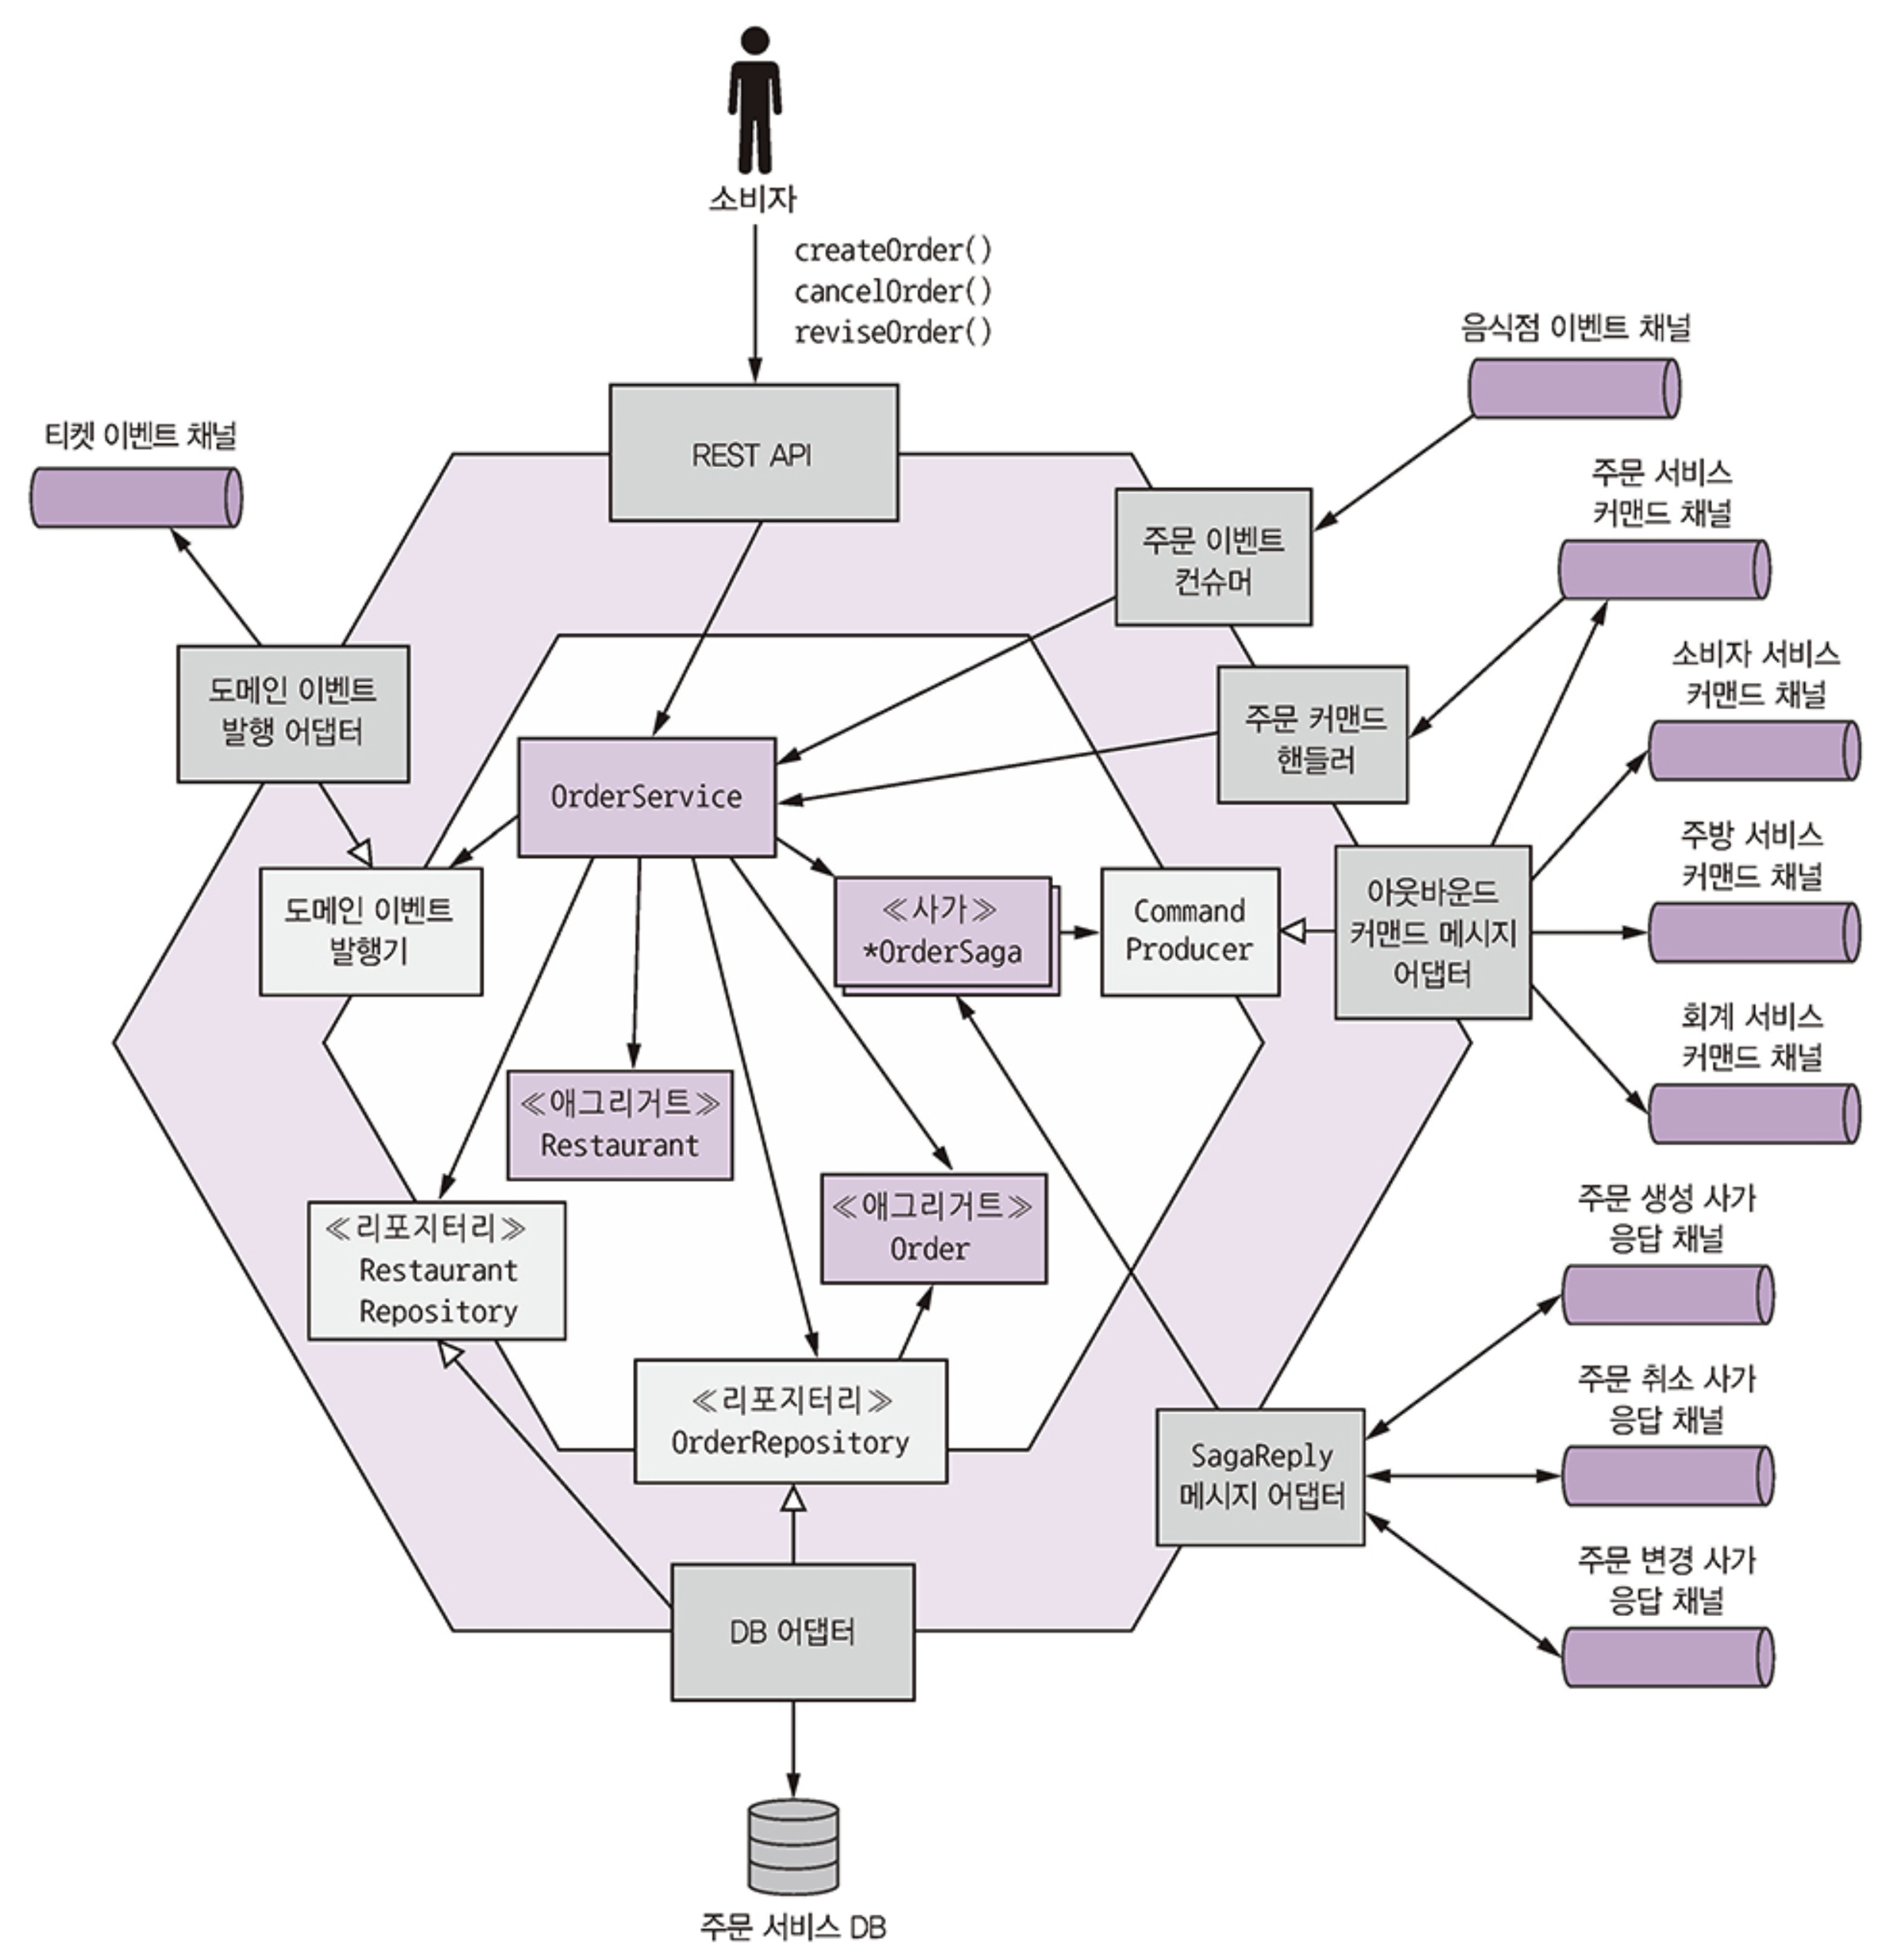 소비자
createOrder()
cancelOrder()
reviseOrder()
음식점 이벤트 채널
티켓 이벤트 채널
REST API
주문 서비스
커맨드 채널
주문 이벤트
컨슈머
소비자 서비스
커맨드 채널
도메인 이벤트
발행 어댑터
주문 커맨드
핸들러
OrderService
주방 서비스
커맨드 채널
도메인 이벤트
발행기
≪사가≫
*OrderSaga
Command
Producer
아웃바운드
커맨드 메시지
어댑터
회계 서비스
커맨드 채널
≪애그리거트≫
Restaurant
≪애그리거트≫
Order
주문 생성 사가
응답 채널
≪리포지터리≫
Restaurant
Repository
주문 취소 사가
응답 채널
≪리포지터리≫
OrderRepository
SagaReply
메시지 어댑터
주문 변경 사가
응답 채널
DB 어댑터
주문 서비스 DB